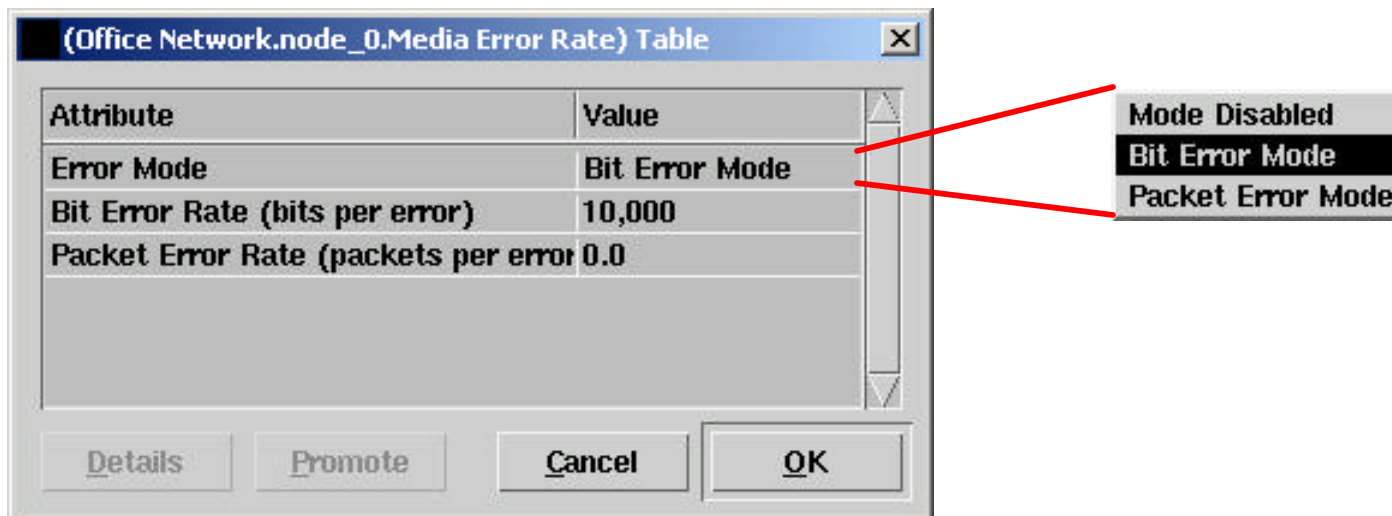 (Office Network.node_0.Media Error Rate) Table
Attribute Value
Error Mode Bit Error Mode
Bit Error Rate (bits per error) 10,000
Packet Error Rate (packets per error 0.0
Details Promote Cancel OK
Mode Disabled
Bit Error Mode
Packet Error Mode